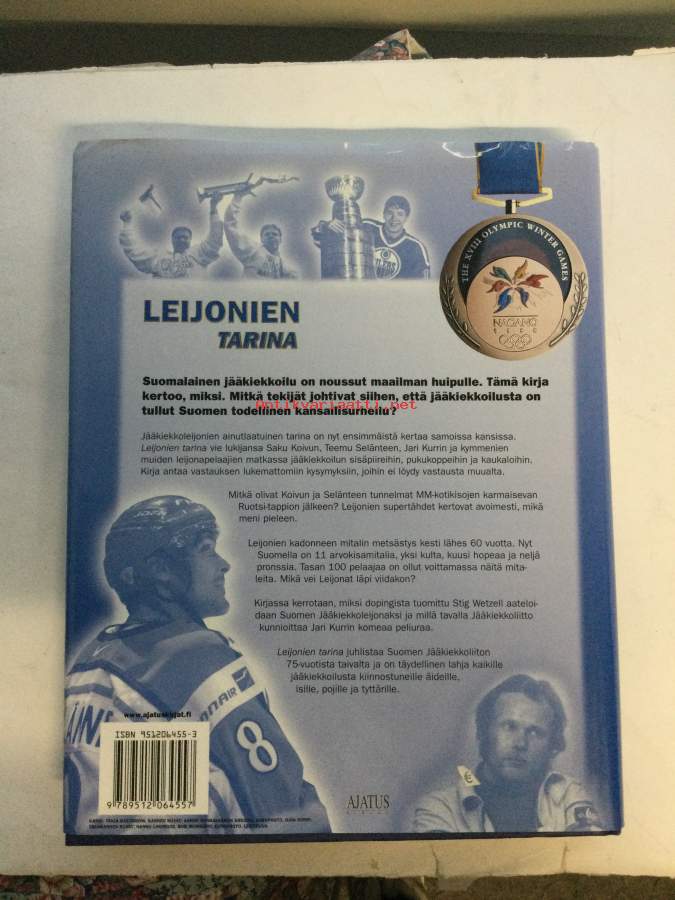 THE XVIII OLYMPIC WINTER GAMES
NAGANO
1998
LEIJONIEN
TARINA
Suomalainen jääkiekkoilu on noussut maailman huipulle. Tämä kirja
kertoo, miksi. Mitkä tekijät johtivat siihen, että jääkiekkoilusta on
tullut Suomen todellinen kansallisurheilu?
Antikvariaatti.net
Jääkiekkoleijonien ainutlaatuinen tarina on nyt ensimmäistä kertaa samoissa kansissa.
Leijonien tarina vie lukijansa Saku Koivun, Teemu Selänteen, Jari Kurrin ja kymmenien
muiden leijonapelaajien matkassa jääkiekkoilun sisäpiireihin, pukukoppeihin ja kaukaloihin.
Kirja antaa vastauksen lukemattomiin kysymyksiin, joihin ei löydy vastausta muualta.
Mitkä olivat Koivun ja Selänteen tunnelmat MM-kotikisojen karmaisevan
Ruotsi-tappion jälkeen? Leijonien supertähdet kertovat avoimesti, mikä
meni pieleen.
Leijonien kadonneen mitalin metsästys kesti lähes 60 vuotta. Nyt
Suomella on 11 arvokisamitalia, yksi kulta, kuusi hopeaa ja neljä
pronssia. Tasan 100 pelaajaa on ollut voittamassa näitä mita-
leita. Mikä vei Leijonat läpi viidakon?
Kirjassa kerrotaan, miksi dopingista tuomittu Stig Wetzell aateloi-
daan Suomen Jääkiekkoleijonaksi ja millä tavalla Jääkiekkoliitto
kunnioittaa Jari Kurrin komeaa peliuraa.
Leijonien tarina juhlistaa Suomen Jääkiekkoliiton
75-vuotista taivalta ja on täydellinen lahja kaikille
jääkiekkoilusta kiinnostuneille äideille,
isille, pojille ja tyttärille.
www.ajatuskirjat.fi
ISBN 951206455-3
9 789512 064557
8
AJATUS
KIRJAT